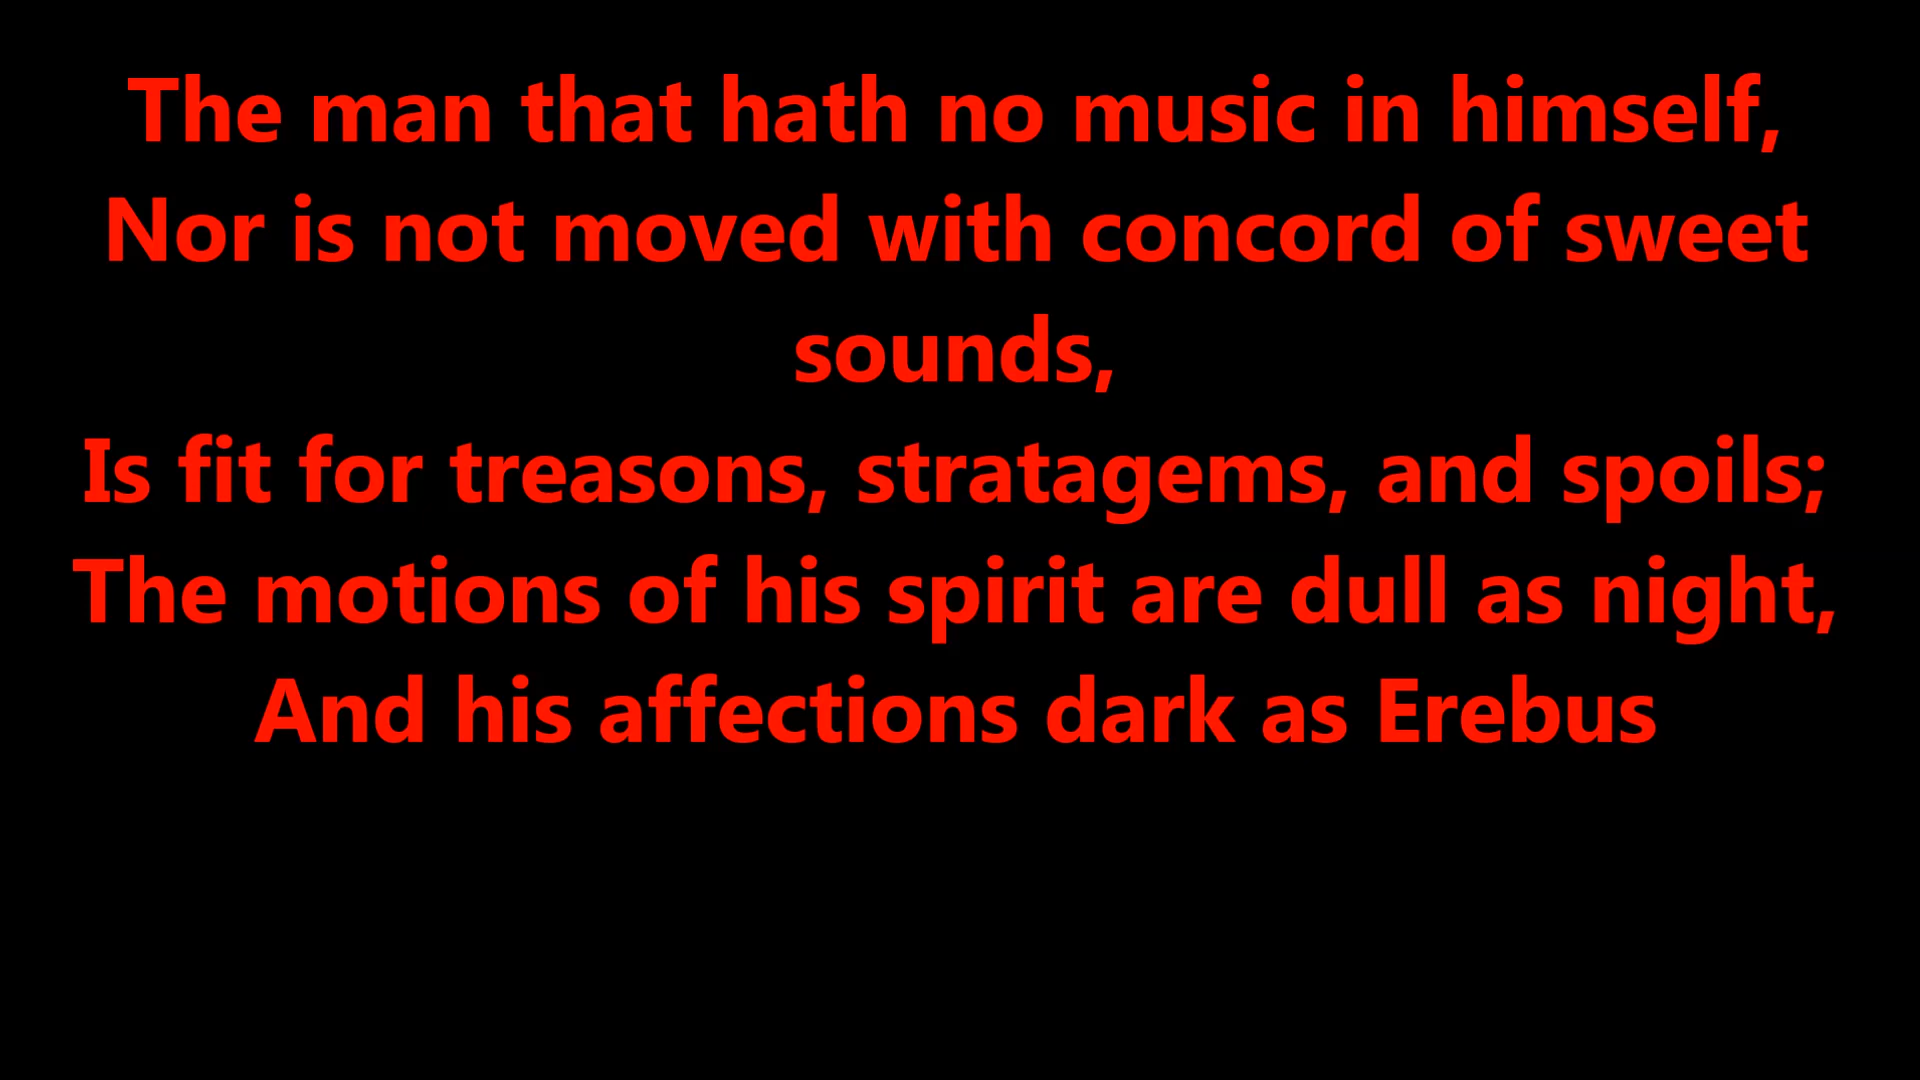 The man that hath no music in himself,
Nor is not moved with concord of sweet
sounds,
Is fit for treasons, stratagems, and spoils;
The motions of his spirit are dull as night,
And his affections dark as Erebus